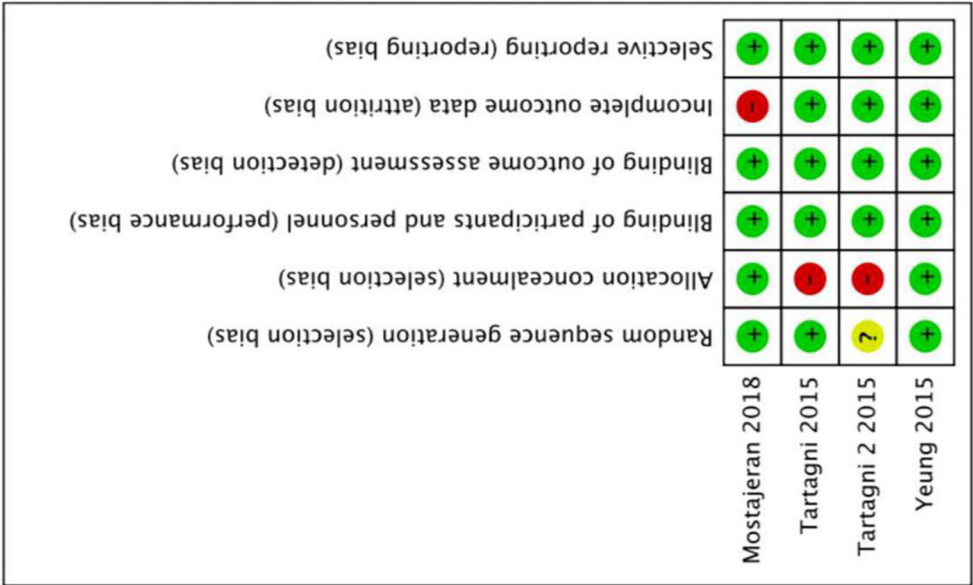 Random sequence generation (selection bias)
Allocation concealment (selection bias)
Blinding of participants and personnel (performance bias)
Blinding of outcome assessment (detection bias)
Incomplete outcome data (attrition bias)
Selective reporting (reporting bias)
Mostajeran 2018
Tartagni 2015
Tartagni 2 2015
Yeung 2015